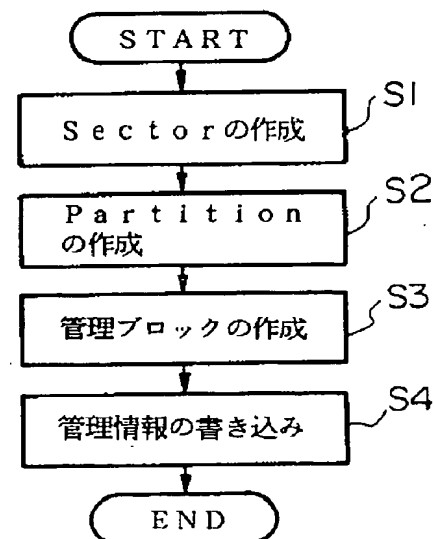 START
S1
Sectorの作成
S2
Partition
の作成
S3
管理ブロックの作成
S4
管理情報の書き込み
END